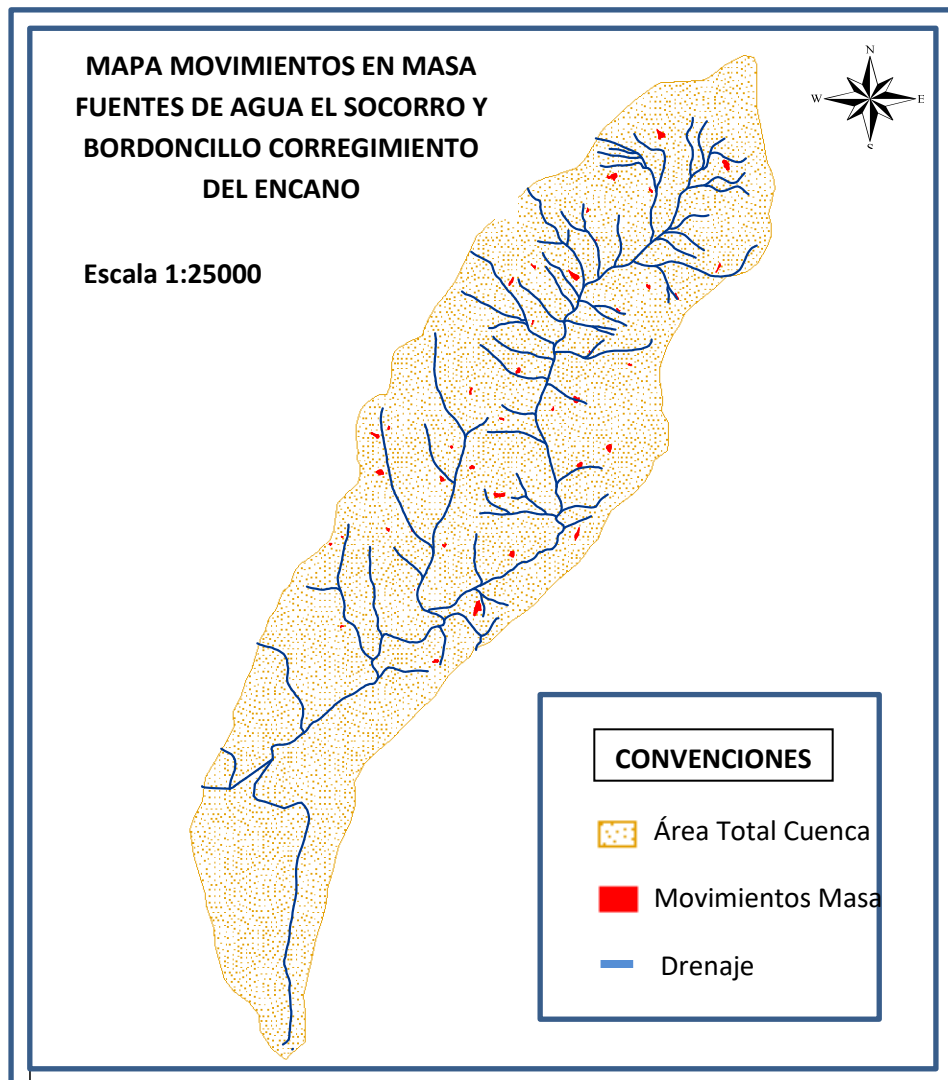 MAPA MOVIMIENTOS EN MASA
FUENTES DE AGUA EL SOCORRO Y
BORDONCILLO CORREGIMIENTO
DEL ENCANO
Escala 1:25000
N
W
E
S
CONVENCIONES
Área Total Cuenca
Movimientos Masa
Drenaje